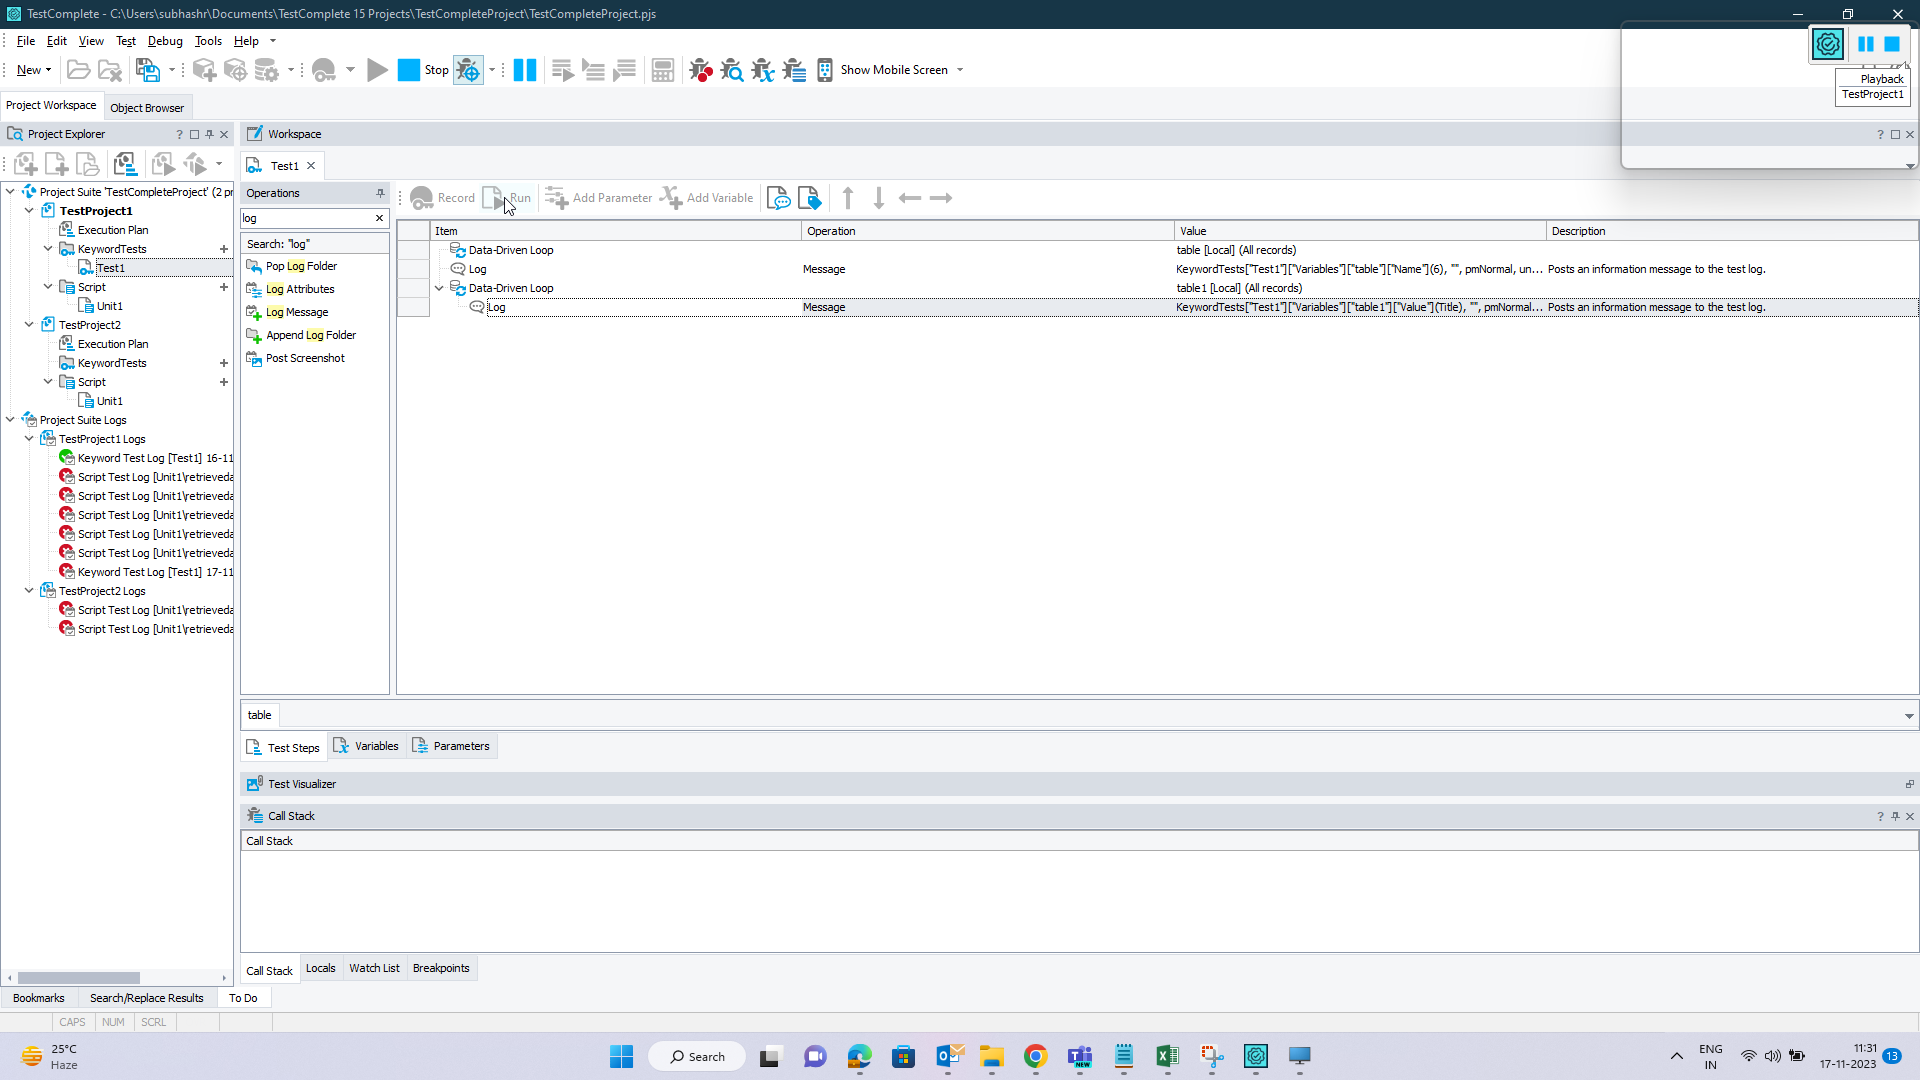 TestComplete - C:\Users\subhashr\Documents\TestComplete 15 Projects\TestCompleteProject\TestCompleteProject.pjs
File Edit View Test Debug Tools Help
New Stop Show Mobile Screen
Playback
TestProject1
Project Workspace Object Browser
Project Explorer ?
Workspace ?
Test1
Project Suite 'TestCompleteProject' (2 pr
TestProject1
Execution Plan
KeywordTests
Test1
Script
Unit1
TestProject2
Execution Plan
KeywordTests
Script
Unit1
Project Suite Logs
TestProject1 Logs
Keyword Test Log [Test1] 16-11
Script Test Log [Unit1\retrieveda
Script Test Log [Unit1\retrieveda
Script Test Log [Unit1\retrieveda
Script Test Log [Unit1\retrieveda
Script Test Log [Unit1\retrieveda
Keyword Test Log [Test1] 17-11
TestProject2 Logs
Script Test Log [Unit1\retrieveda
Script Test Log [Unit1\retrieveda
Operations
log
Search: "log"
Pop Log Folder
Log Attributes
Log Message
Append Log Folder
Post Screenshot
Record Run Add Parameter Add Variable
Item Operation Value Description
Data-Driven Loop table [Local] (All records)
Log Message KeywordTests["Test1"]["Variables"]["table"]["Name"](6), "", pmNormal, un... Posts an information message to the test log.
Data-Driven Loop table1 [Local] (All records)
Log Message KeywordTests["Test1"]["Variables"]["table1"]["Value"](Title), "", pmNormal... Posts an information message to the test log.
table
Test Steps Variables Parameters
Test Visualizer
Call Stack ?
Call Stack
Call Stack Locals Watch List Breakpoints
Bookmarks Search/Replace Results To Do
CAPS NUM SCRL
25°C
Haze
Search
NEW
ENG
IN
11:31
17-11-2023
13